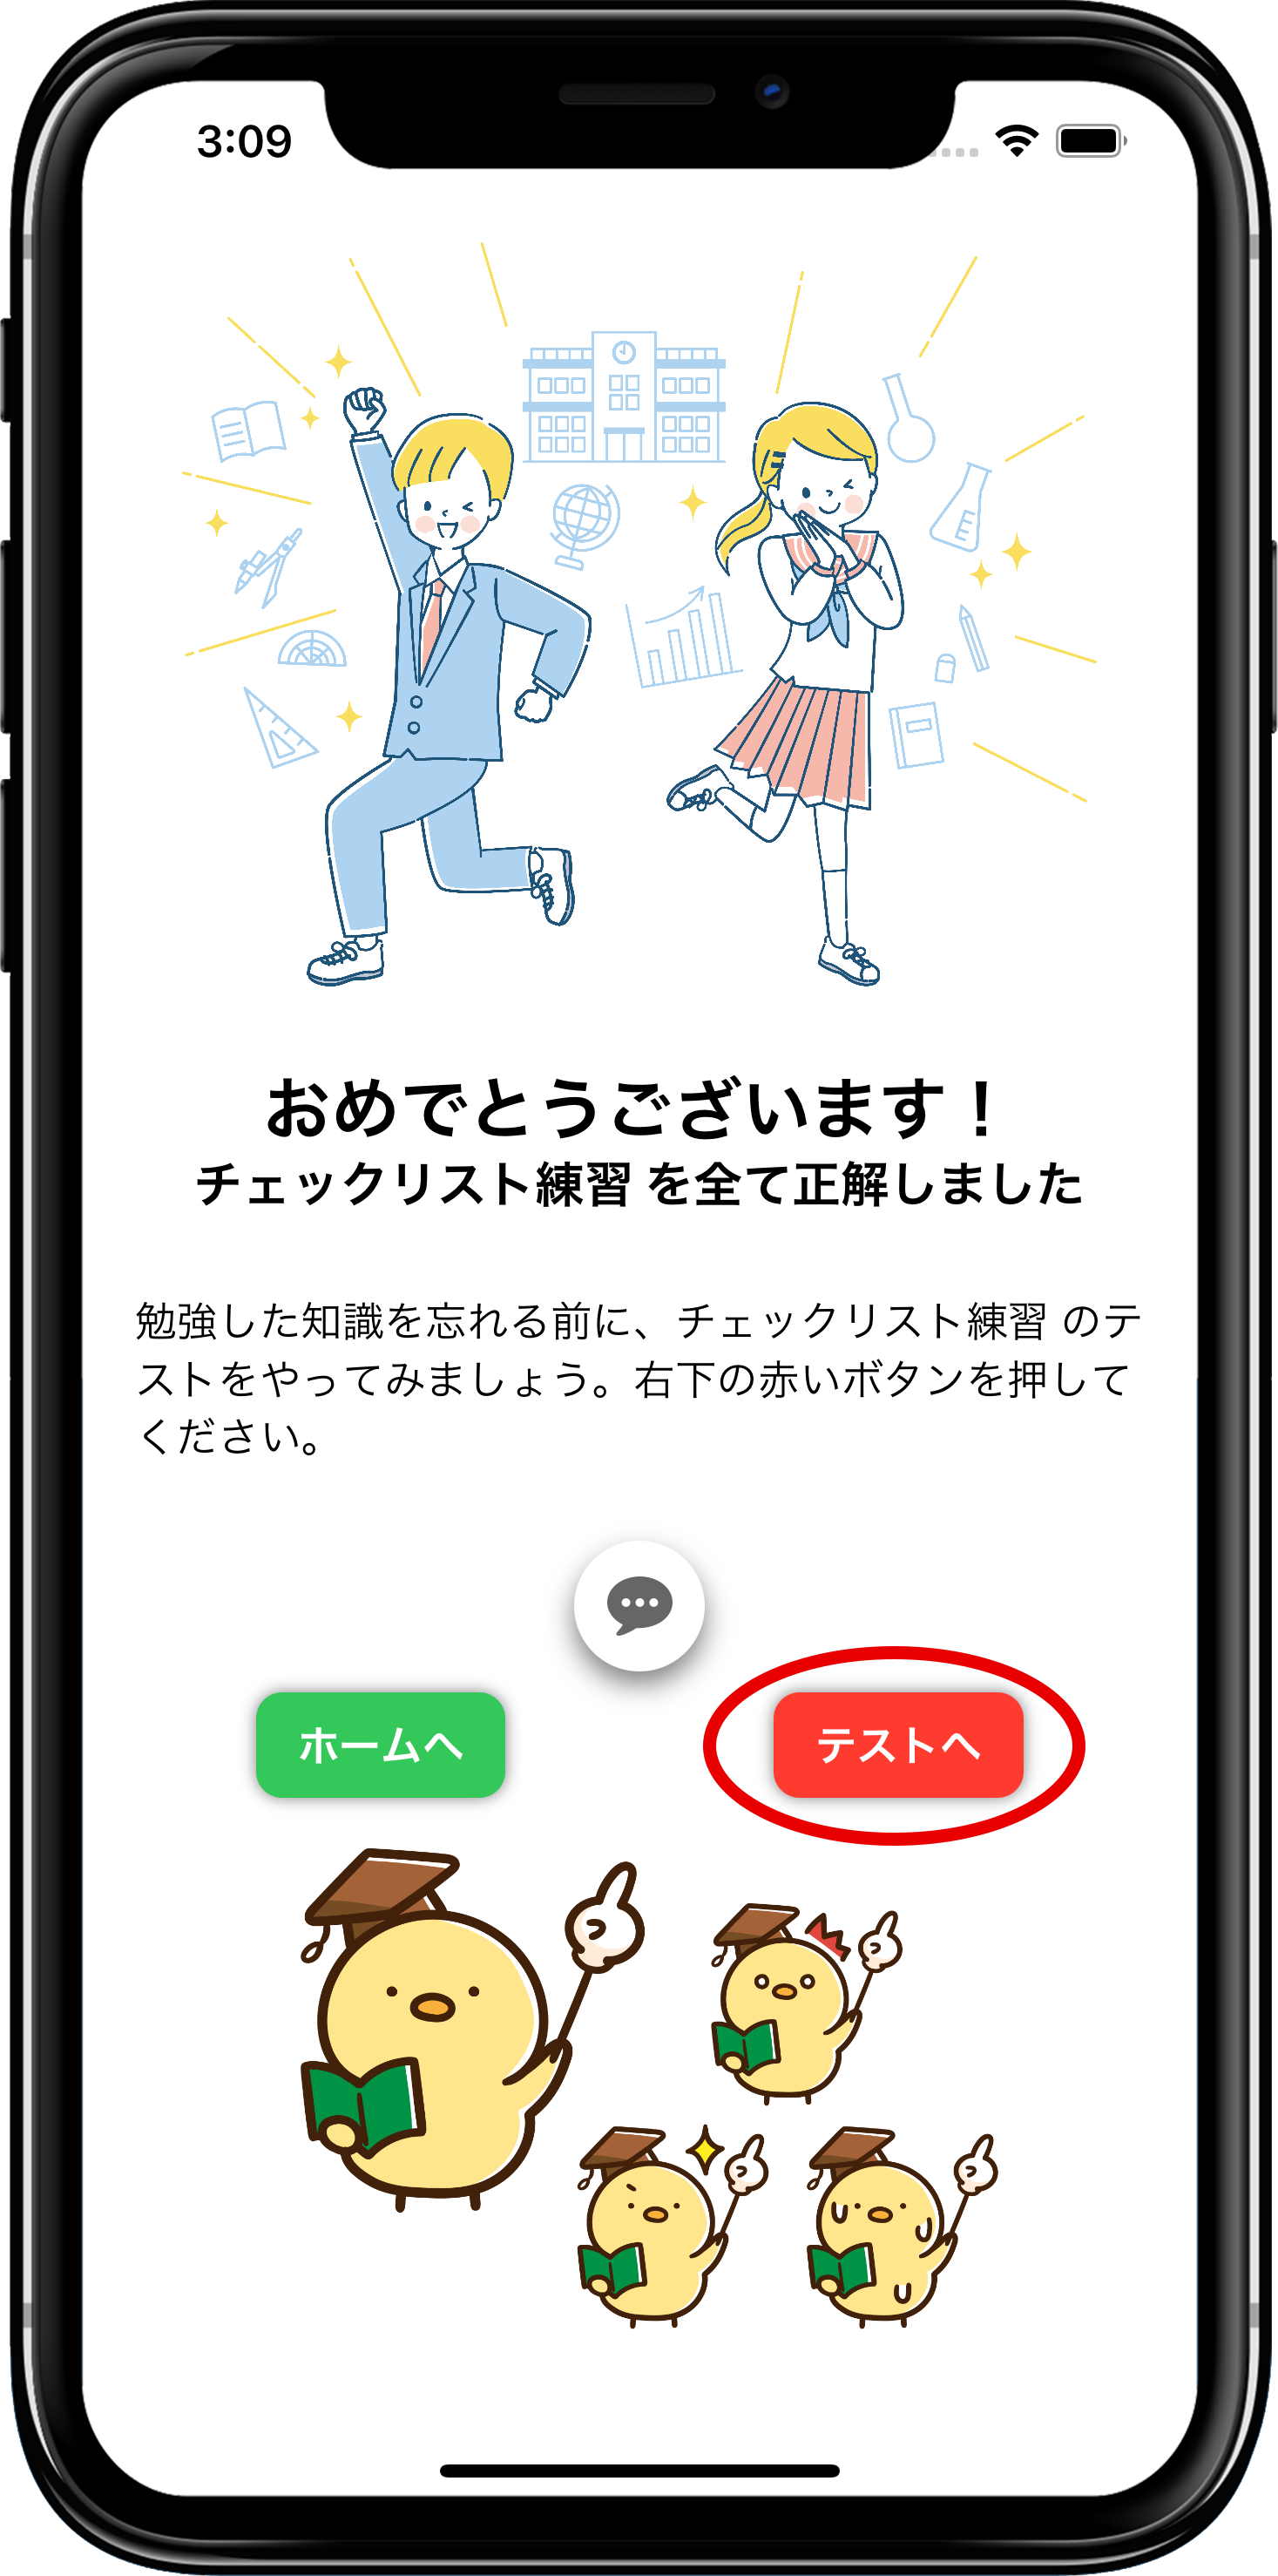 3:09
おめでとうございます！
チェックリスト練習 を全て正解しました
勉強した知識を忘れる前に、チェックリスト練習 のテ
ストをやってみましょう。右下の赤いボタンを押して
ください。
ホームへ
テストへ